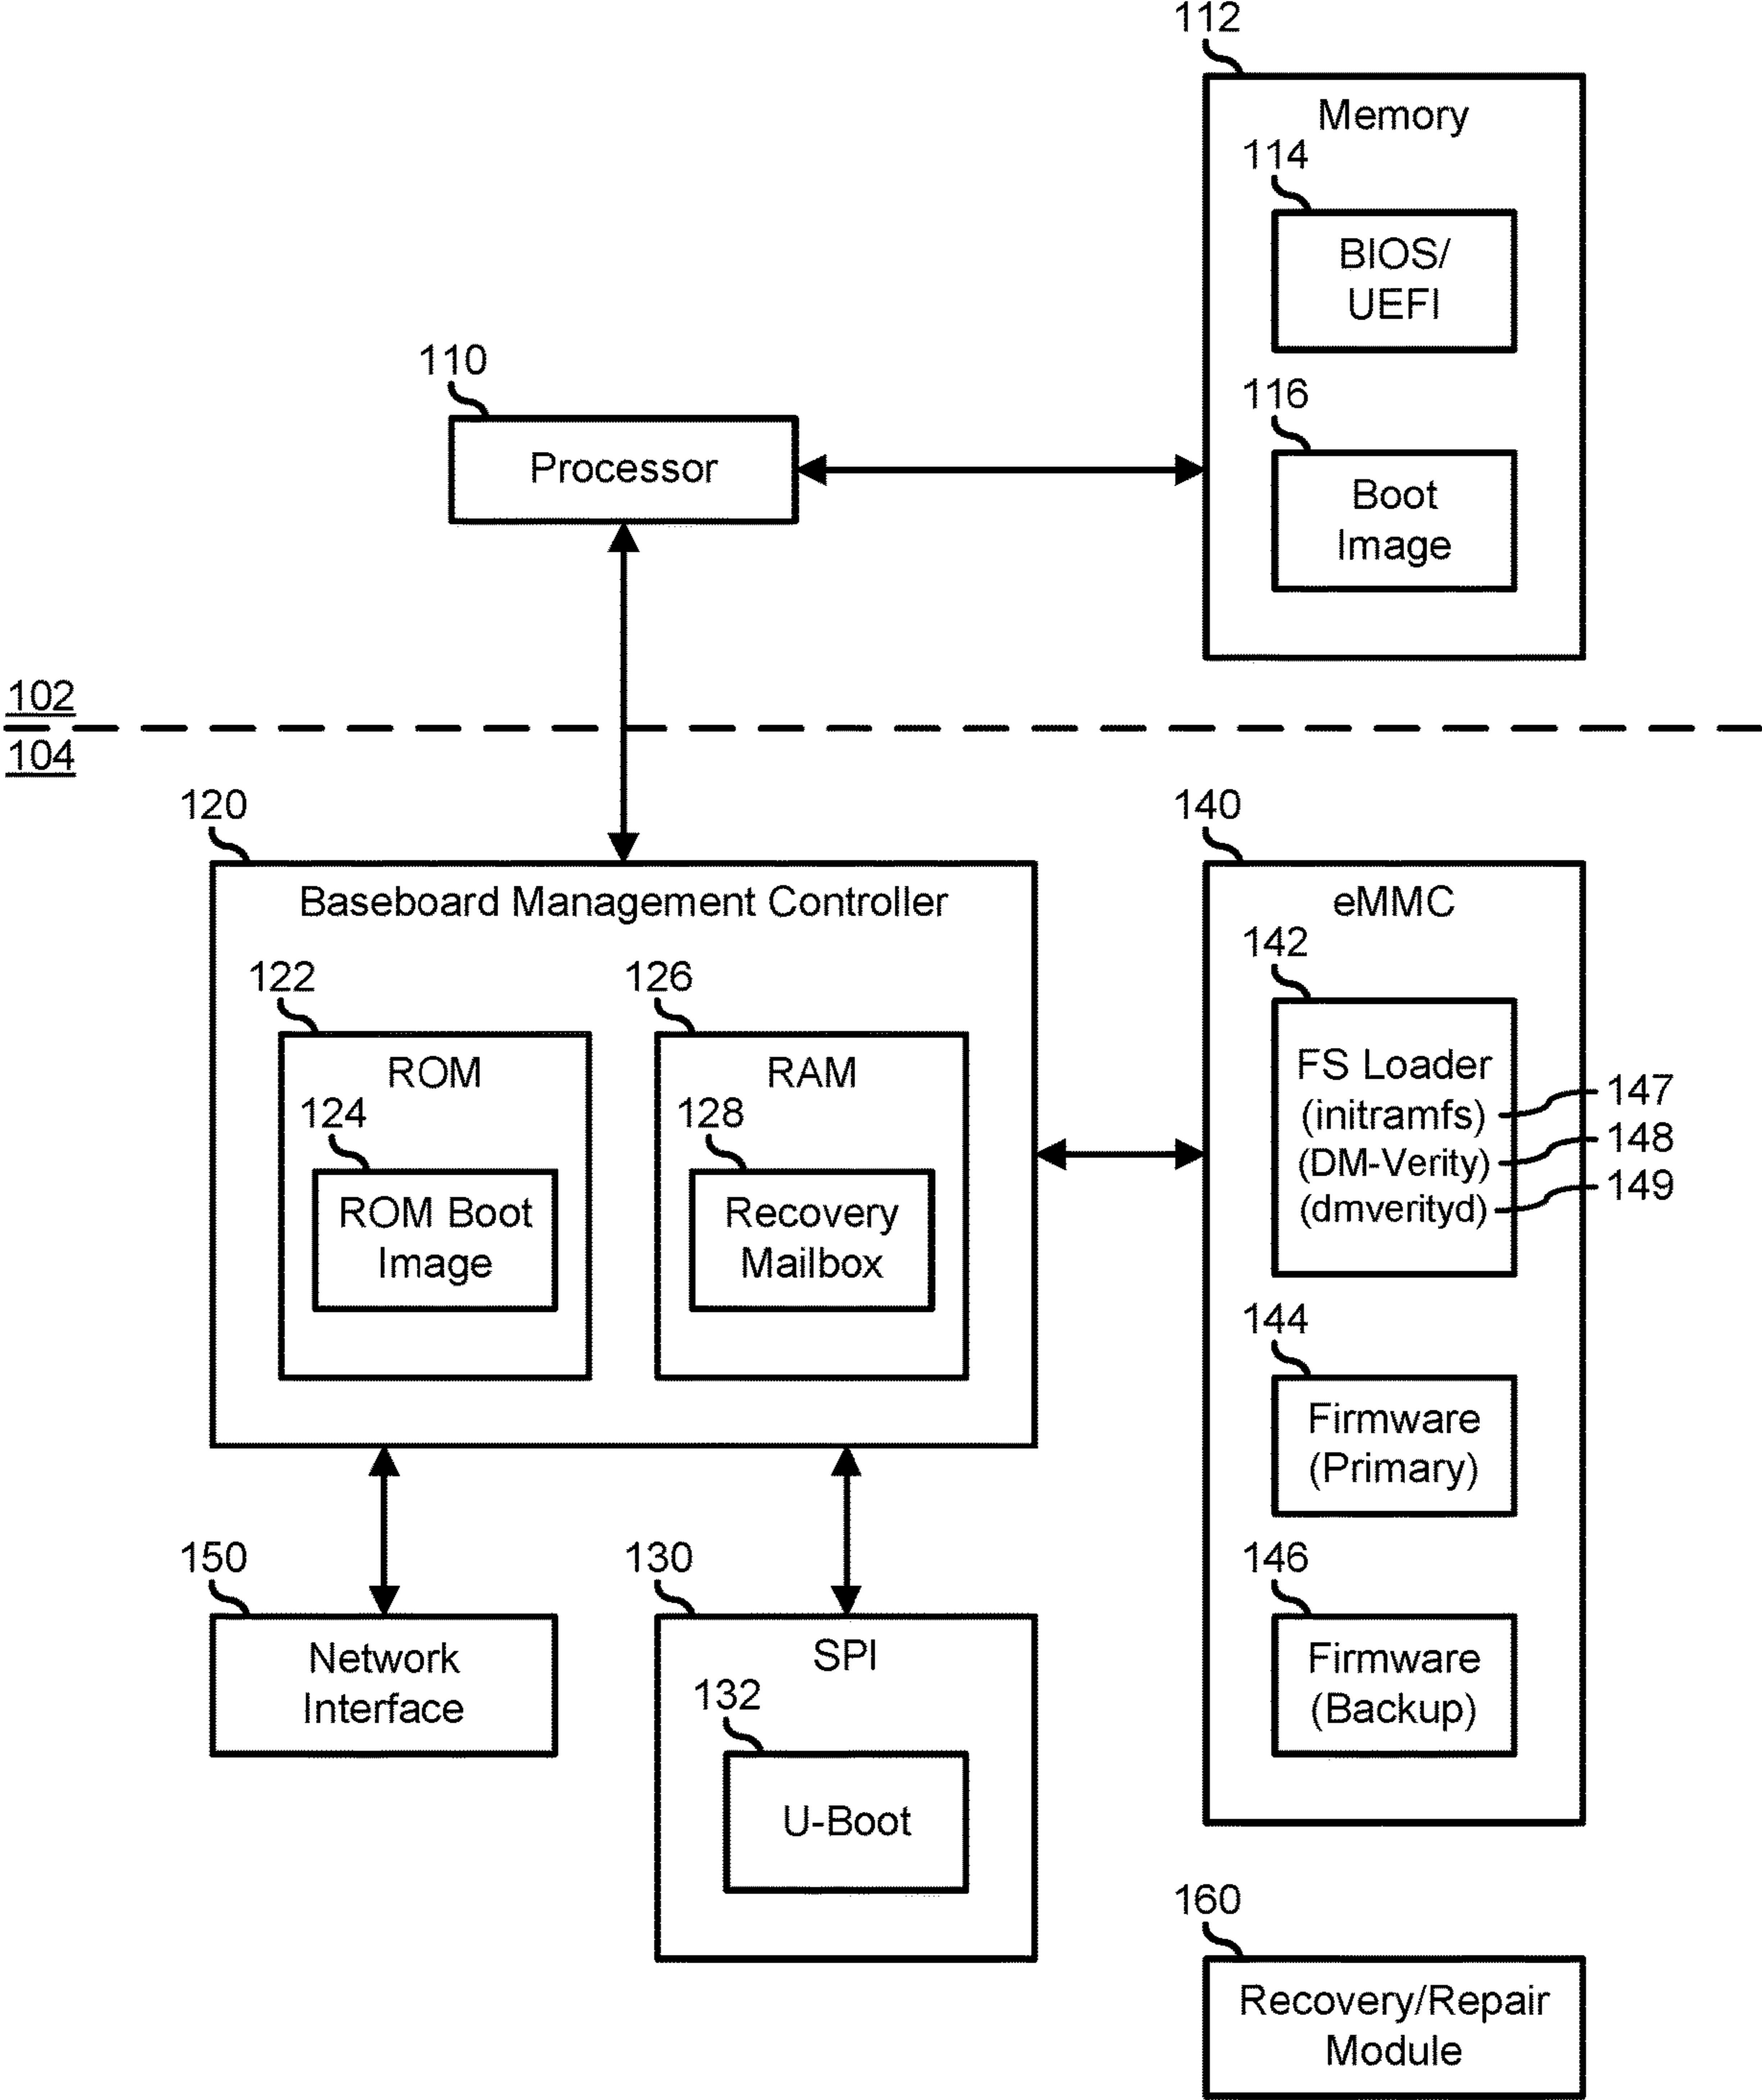 112
Memory
114
BIOS/
UEFI
110
116
Processor
Boot
Image
102
104
120
140
Baseboard Management Controller
eMMC
122
126
142
ROM
RAM
FS Loader
(initramfs)
147
124
128
(DM-Verity)
148
(dmverityd)
149
ROM Boot
Image
Recovery
Mailbox
144
Firmware
(Primary)
150
130
146
Network
Interface
SPI
Firmware
(Backup)
132
U-Boot
160
Recovery/Repair
Module